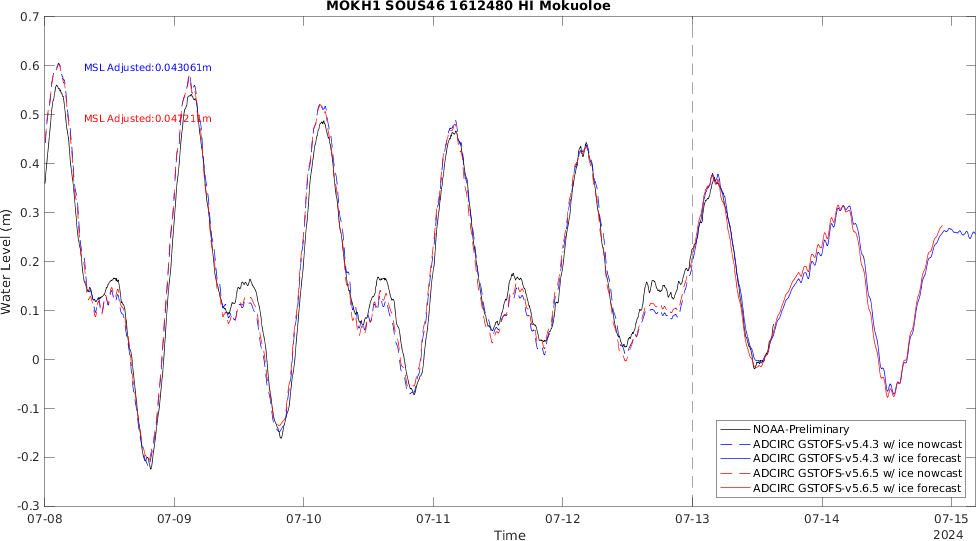 MOKH1 SOUS46 1612480 HI Mokuoloe
0.7
0.6
0.5
0.4
0.3
0.2
0.1
0
-0.1
-0.2
-0.3
Water Level (m)
MSL Adjusted:0.043061m
MSL Adjusted:0.047211m
NOAA-Preliminary
ADCIRC GSTOFS-v5.4.3 w/ ice nowcast
ADCIRC GSTOFS-v5.4.3 w/ ice forecast
ADCIRC GSTOFS-v5.6.5 w/ ice nowcast
ADCIRC GSTOFS-v5.6.5 w/ ice forecast
07-08 07-09 07-10 07-11 07-12 07-13 07-14 07-15
Time
2024